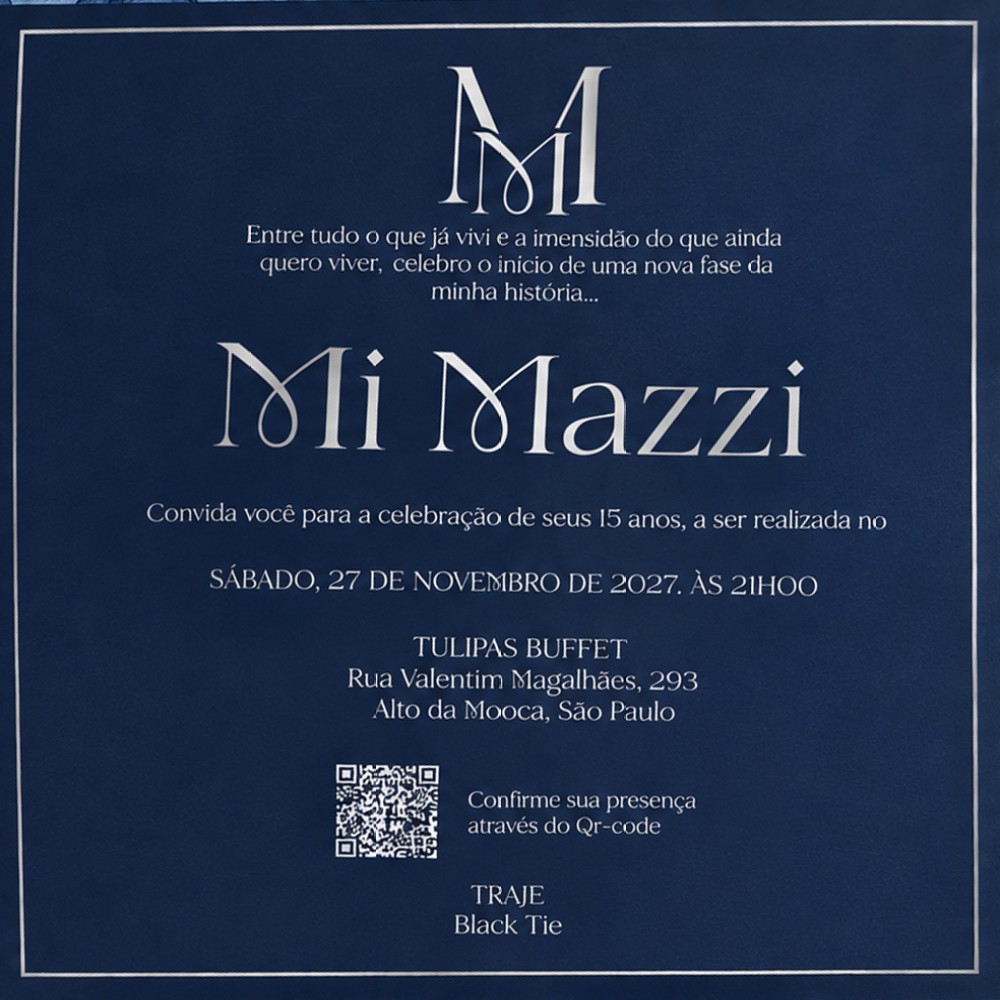 MM
Entre tudo o que já vivi e a imensidão do que ainda
quero viver, celebro o início de uma nova fase da
minha história...
Mi Mazzi
Convida você para a celebração de seus 15 anos, a ser realizada no
SÁBADO, 27 DE NOVEMBRO DE 2027. ÀS 21H00
TULIPAS BUFFET
Rua Valentim Magalhães, 293
Alto da Mooca, São Paulo
Confirme sua presença
através do Qr-code
TRAJE
Black Tie